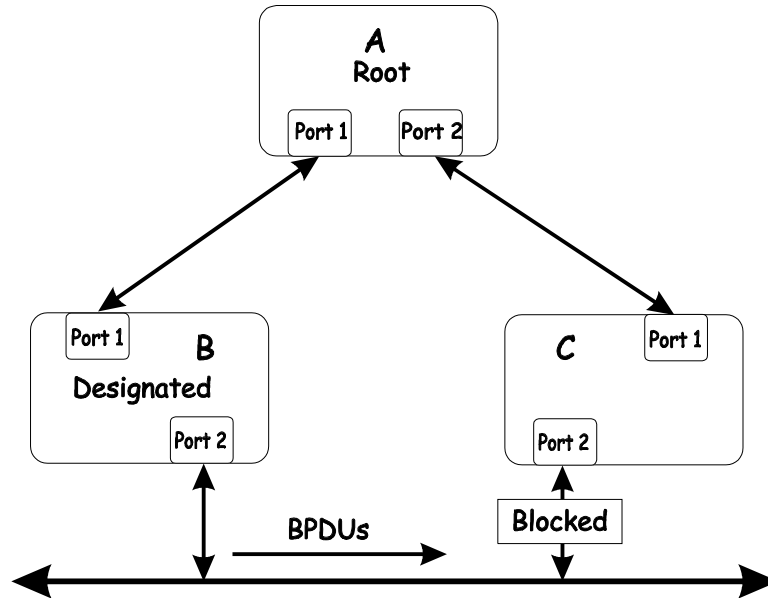 A
Root
Port 1
Port 2
Port 1
B
Designated
Port 2
C
Port 1
Port 2
BPDUs
Blocked